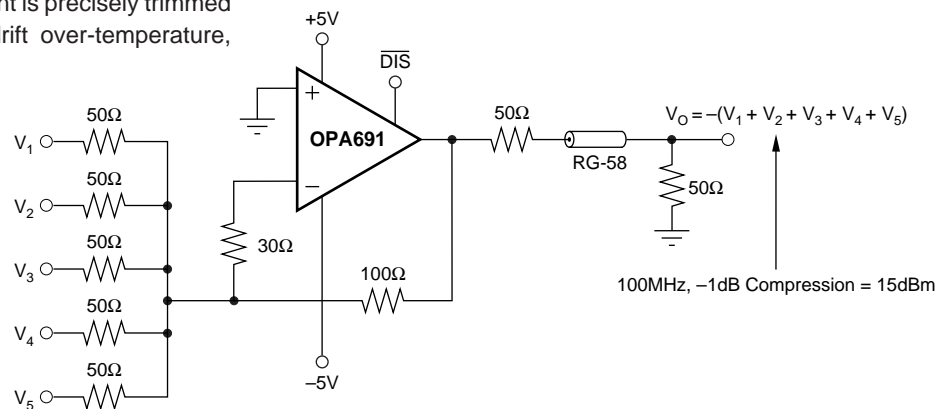 nt is precisely trimmed
rift over-temperature,
+5V
DIS
50Ω
V1
50Ω
V2
50Ω
V3
50Ω
V4
50Ω
V5
+
OPA691
–
30Ω
100Ω
–5V
50Ω
RG-58
50Ω
VO = –(V1 + V2 + V3 + V4 + V5)
100MHz, –1dB Compression = 15dBm